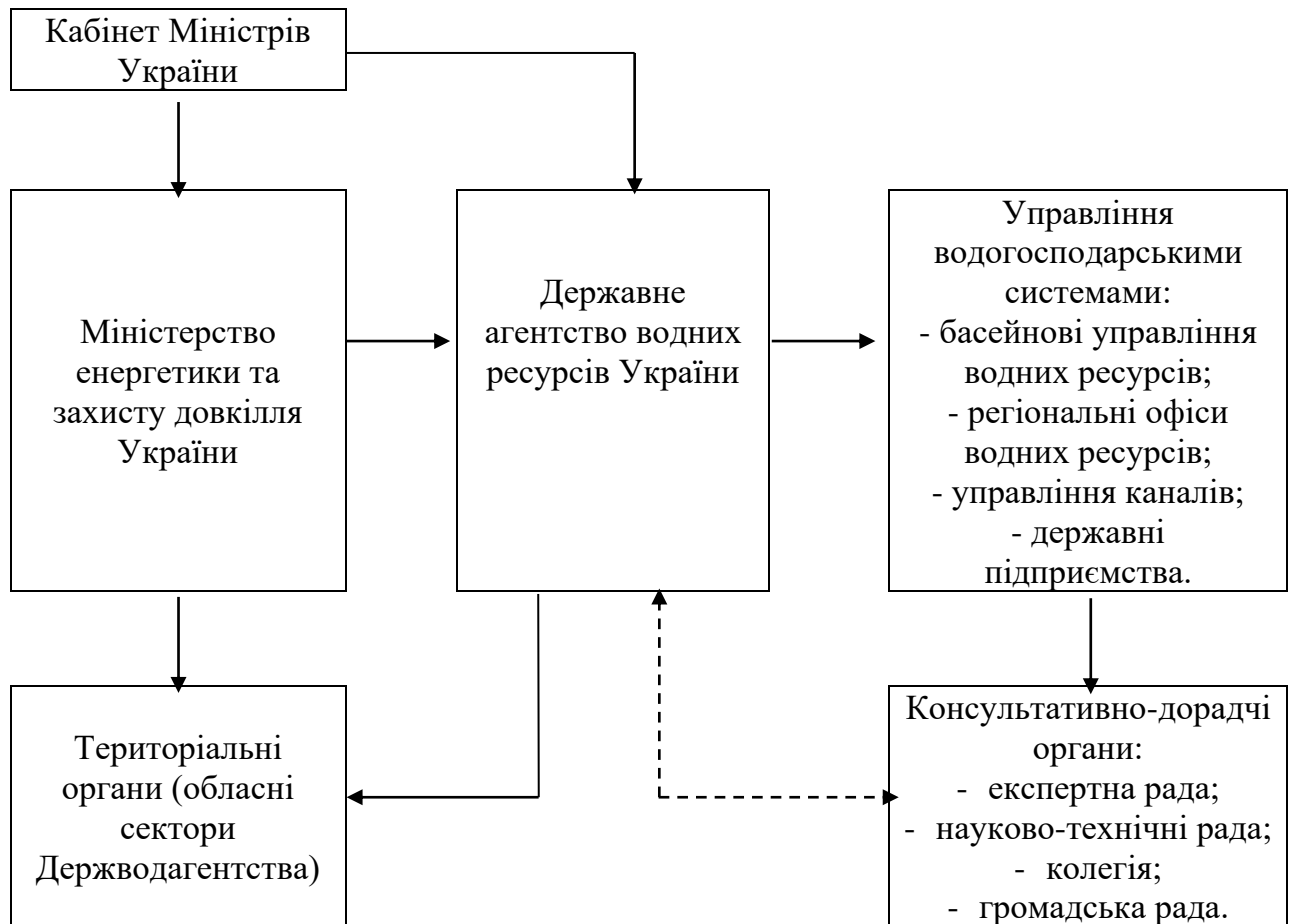 Кабінет Міністрів
України
Міністерство
енергетики та
захисту довкілля
України
Державне
агентство водних
ресурсів України
Управління
водогосподарськими
системами:
- басейнові управління
водних ресурсів;
- регіональні офіси
водних ресурсів;
- управління каналів;
- державні
підприємства.
Територіальні
органи (обласні
сектори
Держводагентства)
Консультативно-дорадчі
органи:
- експертна рада;
- науково-технічні рада;
- колегія;
- громадська рада.